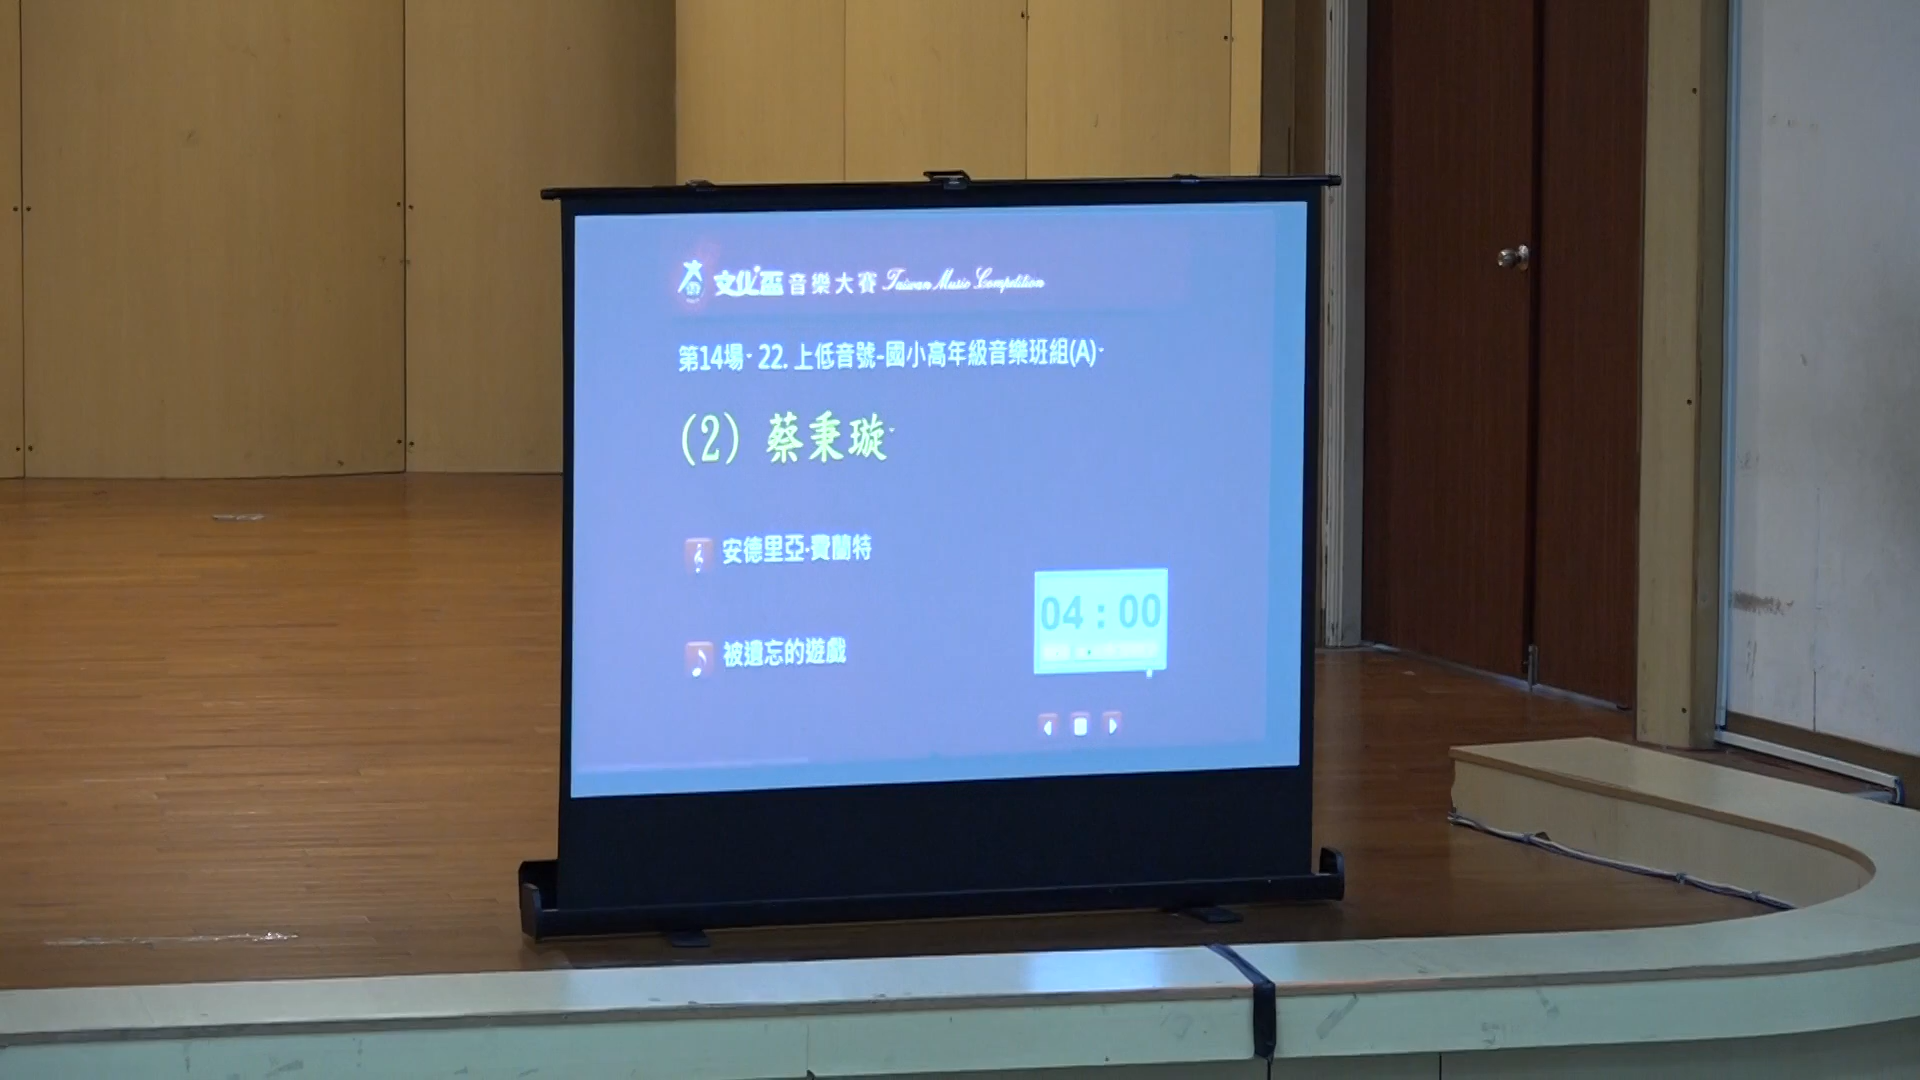 文化盃音樂大賽 Taiwan Music Competition
第14場 22. 上低音號-國小高年級音樂班組(A)
(2) 蔡秉璇
安德里亞·費蘭特
被遺忘的遊戲
04:00